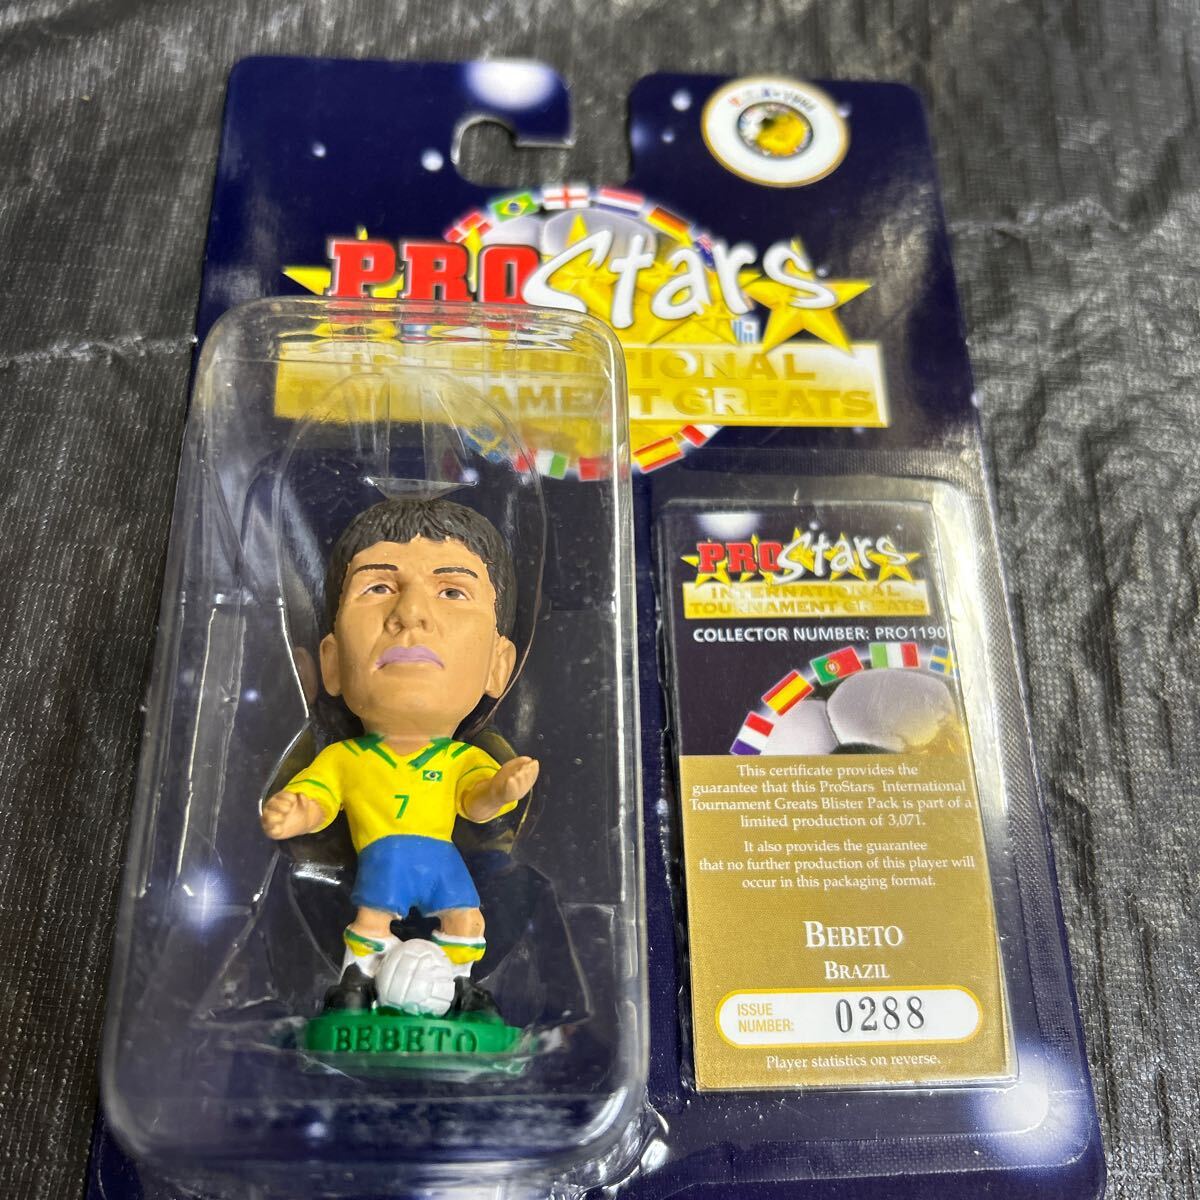 PROStars
INTERNATIONAL
TOURNAMENT GREATS
PROStars
INTERNATIONAL
TOURNAMENT GREATS
COLLECTOR NUMBER: PRO1190
This certificate provides the
guarantee that this ProStars International
Tournament Greats Blister Pack is part of a
limited production of 3,071.
It also provides the guarantee
that no further production of this player will
occur in this packaging format.
BEBETO
BRAZIL
ISSUE
NUMBER: 0288
Player statistics on reverse.
7
BEBETO